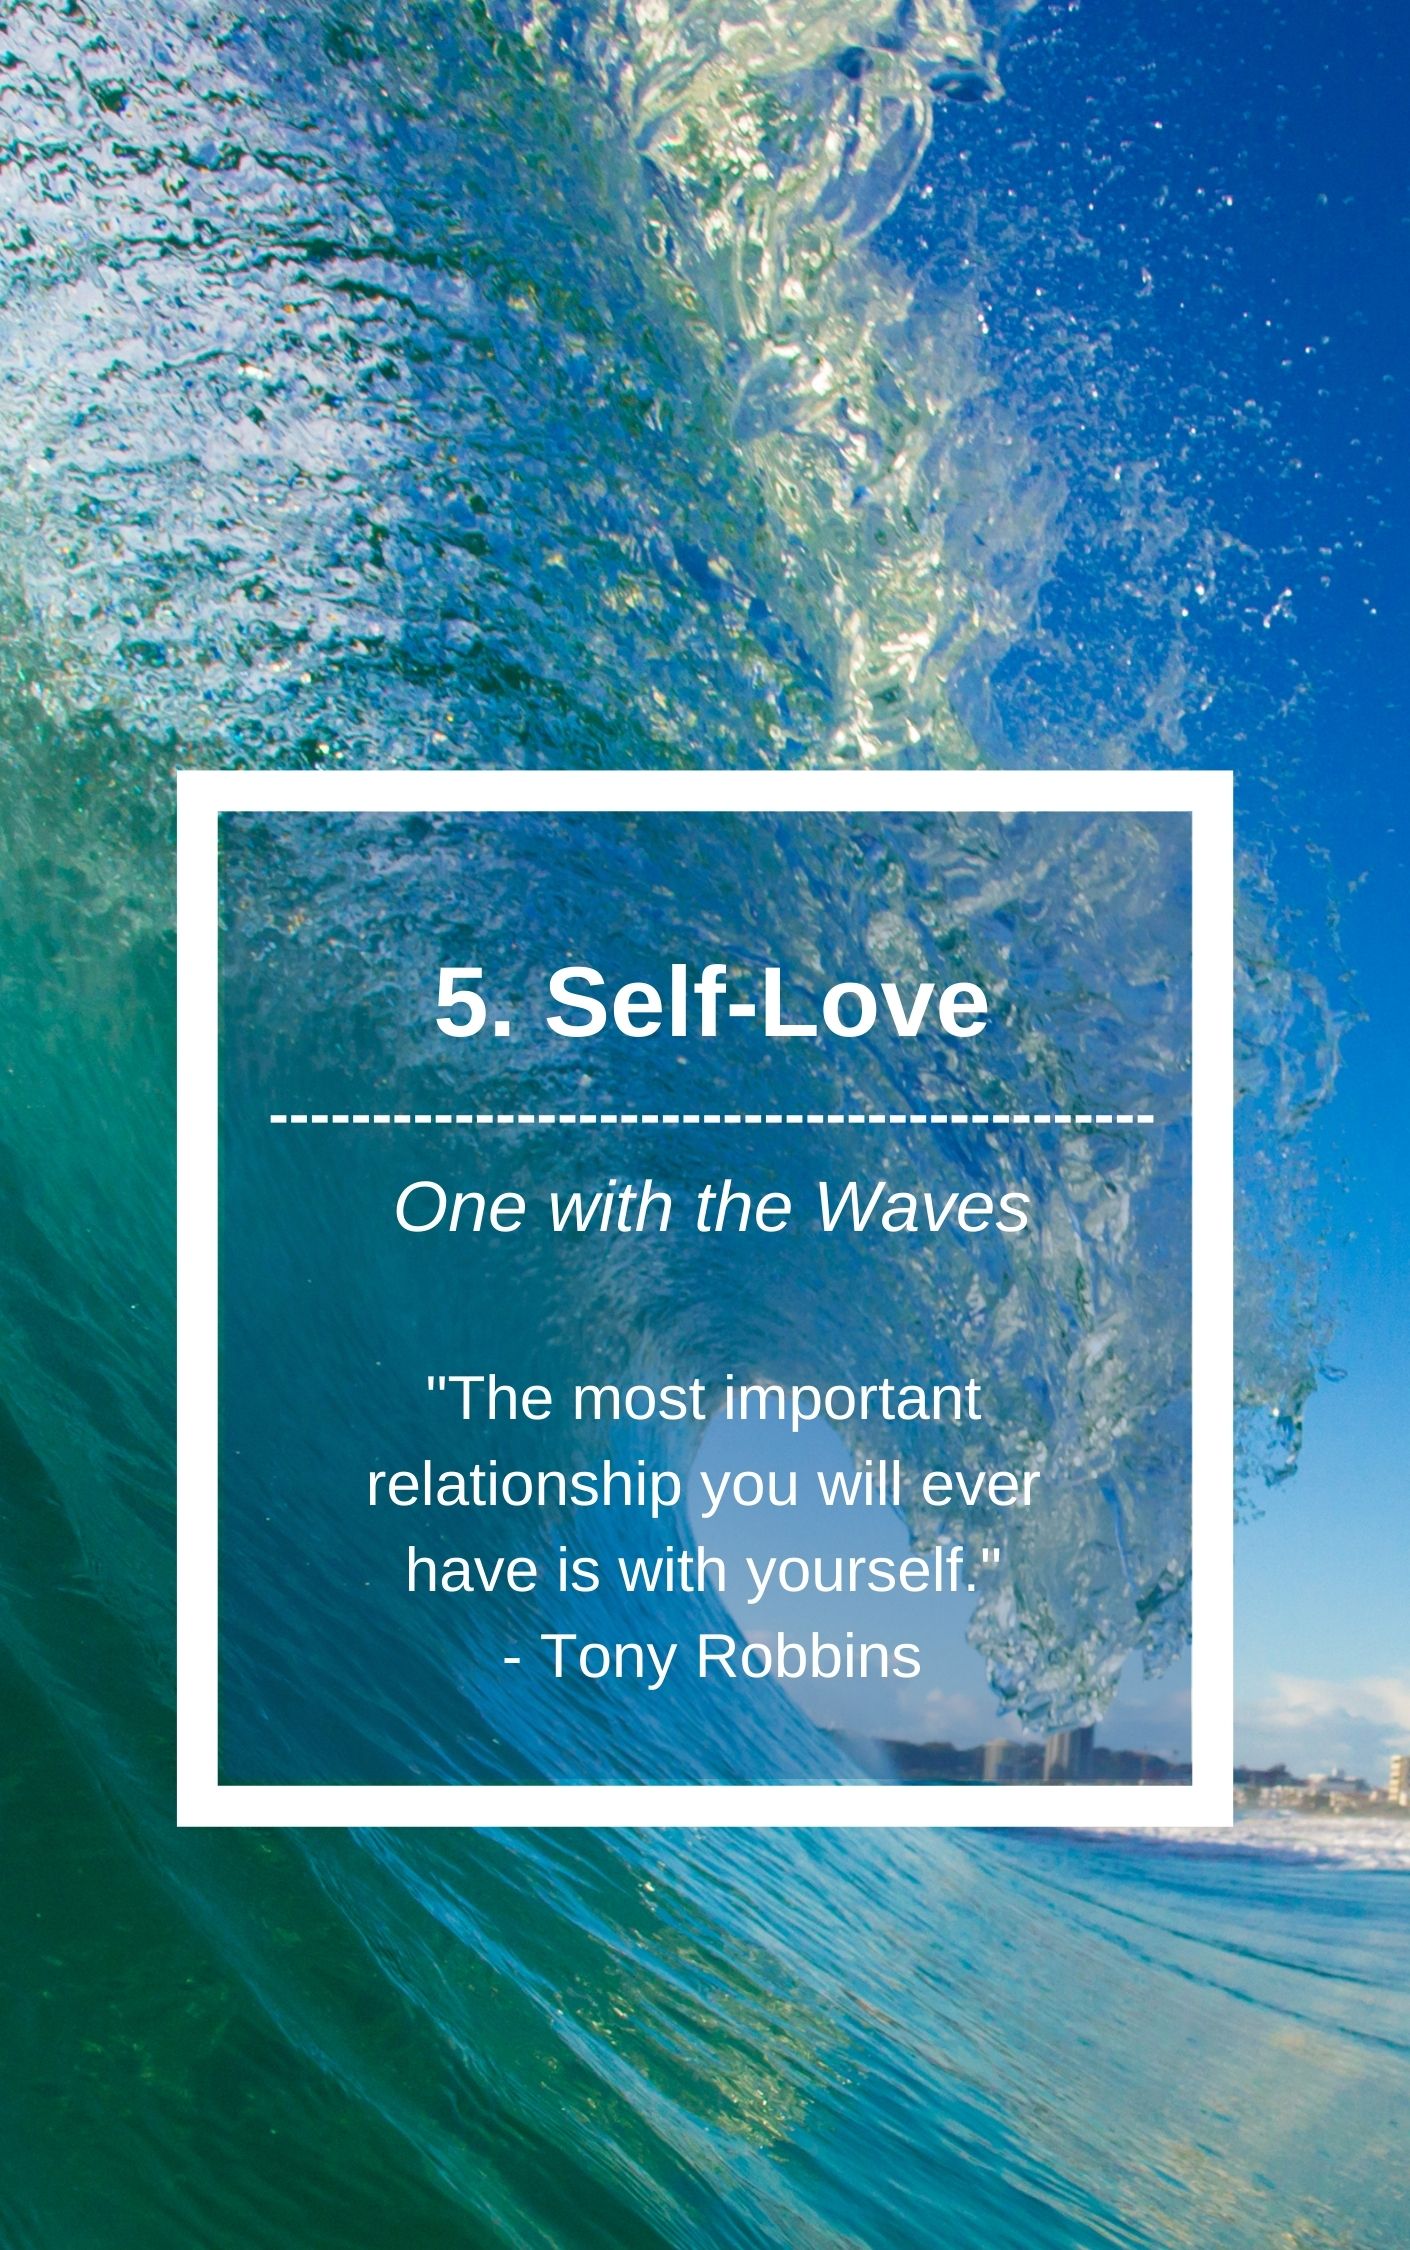 5. Self-Love
-------------------------------------------
One with the Waves
"The most important
relationship you will ever
have is with yourself."
- Tony Robbins